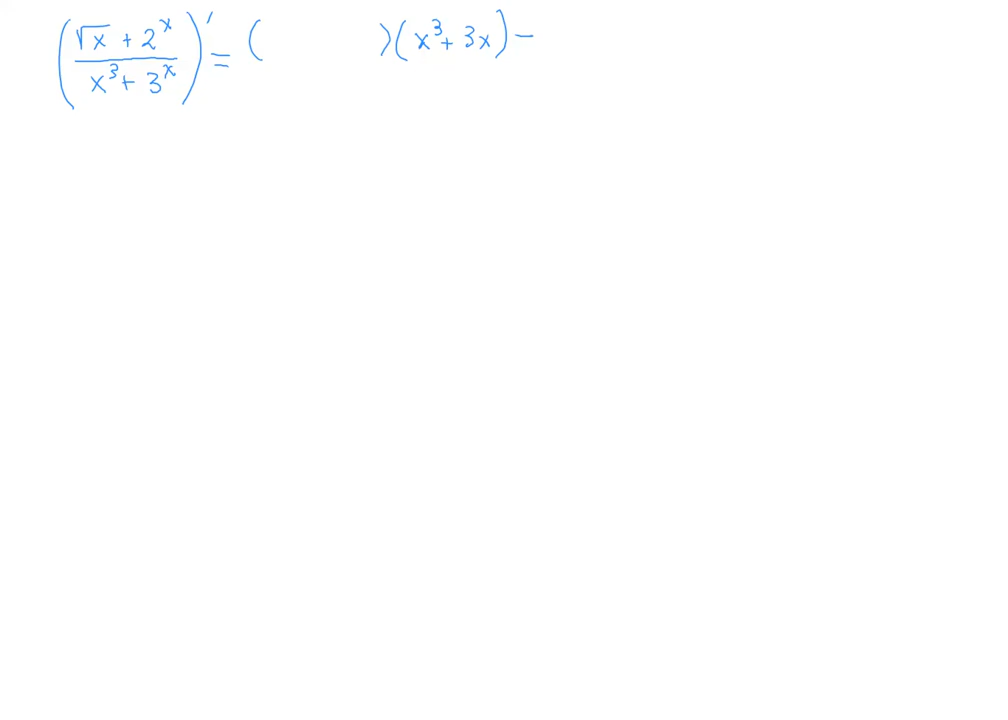 (√x + 2^x / x^3 + 3^x)' = ( )(x^3 + 3x) −